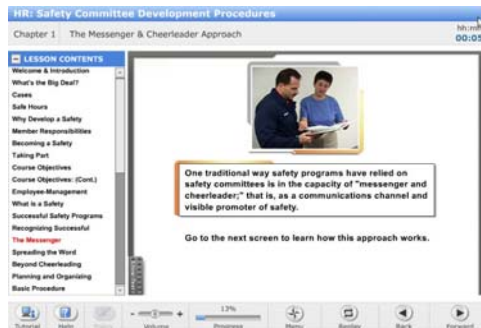 HR: Safety Committee Development Procedures
Chapter 1 The Messenger & Cheerleader Approach
hh:mm
00:05
LESSON CONTENTS
Welcome & Introduction
What's the Big Deal?
Cases
Safe Hours
Why Develop a Safety
Member Responsibilities
Becoming a Safety
Taking Part
Course Objectives
Course Objectives: (Cont.)
Employee-Management
What is a Safety
Successful Safety Programs
Recognizing Successful
The Messenger
Spreading the Word
Beyond Cheerleading
Planning and Organizing
Basic Procedure
One traditional way safety programs have relied on
safety committees is in the capacity of "messenger and
cheerleader;" that is, as a communications channel and
visible promoter of safety.
Go to the next screen to learn how this approach works.
13%
Tutorial Help Volume Progress Menu Replay Back Forward